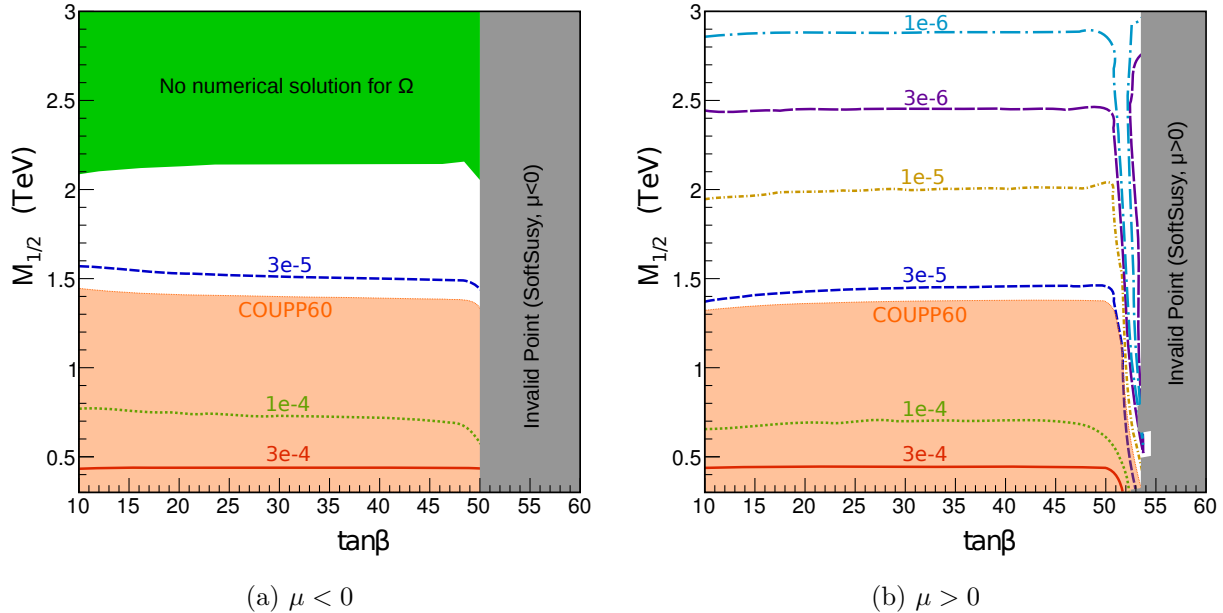 3
2.5
2
1.5
1
0.5
M1/2 (TeV)
No numerical solution for Ω
3e-5
COUPP60
1e-4
3e-4
Invalid Point (SoftSusy, μ<0)
10 15 20 25 30 35 40 45 50 55 60
tanβ
(a) μ < 0
3
2.5
2
1.5
1
0.5
M1/2 (TeV)
1e-6
3e-6
1e-5
3e-5
COUPP60
1e-4
3e-4
Invalid Point (SoftSusy, μ>0)
10 15 20 25 30 35 40 45 50 55 60
tanβ
(b) μ > 0